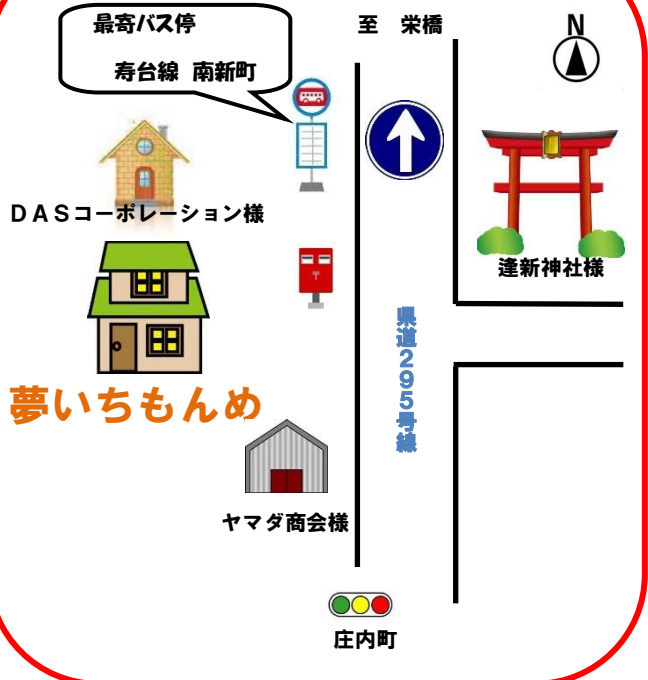 最寄バス停
寿台線 南新町
至 栄橋
N
DASコーポレーション様
逢新神社様
〒
県道295号線
夢いちもんめ
ヤマダ商会様
庄内町